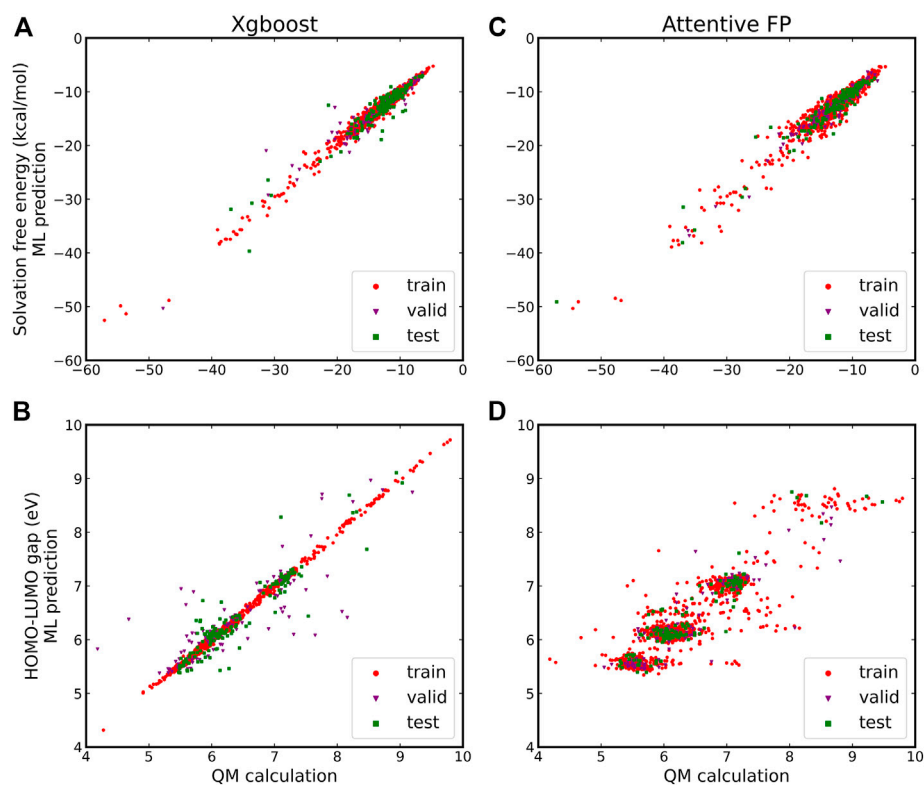 A Xgboost
C Attentive FP
Solvation free energy (kcal/mol)
ML prediction
0
−10
−20
−30
−40
−50
−60
−60 −50 −40 −30 −20 −10 0
train
valid
test
0
−10
−20
−30
−40
−50
−60
−60 −50 −40 −30 −20 −10 0
train
valid
test
B
HOMO-LUMO gap (eV)
ML prediction
10
9
8
7
6
5
4
4 5 6 7 8 9 10
QM calculation
train
valid
test
D
10
9
8
7
6
5
4
4 5 6 7 8 9 10
QM calculation
train
valid
test